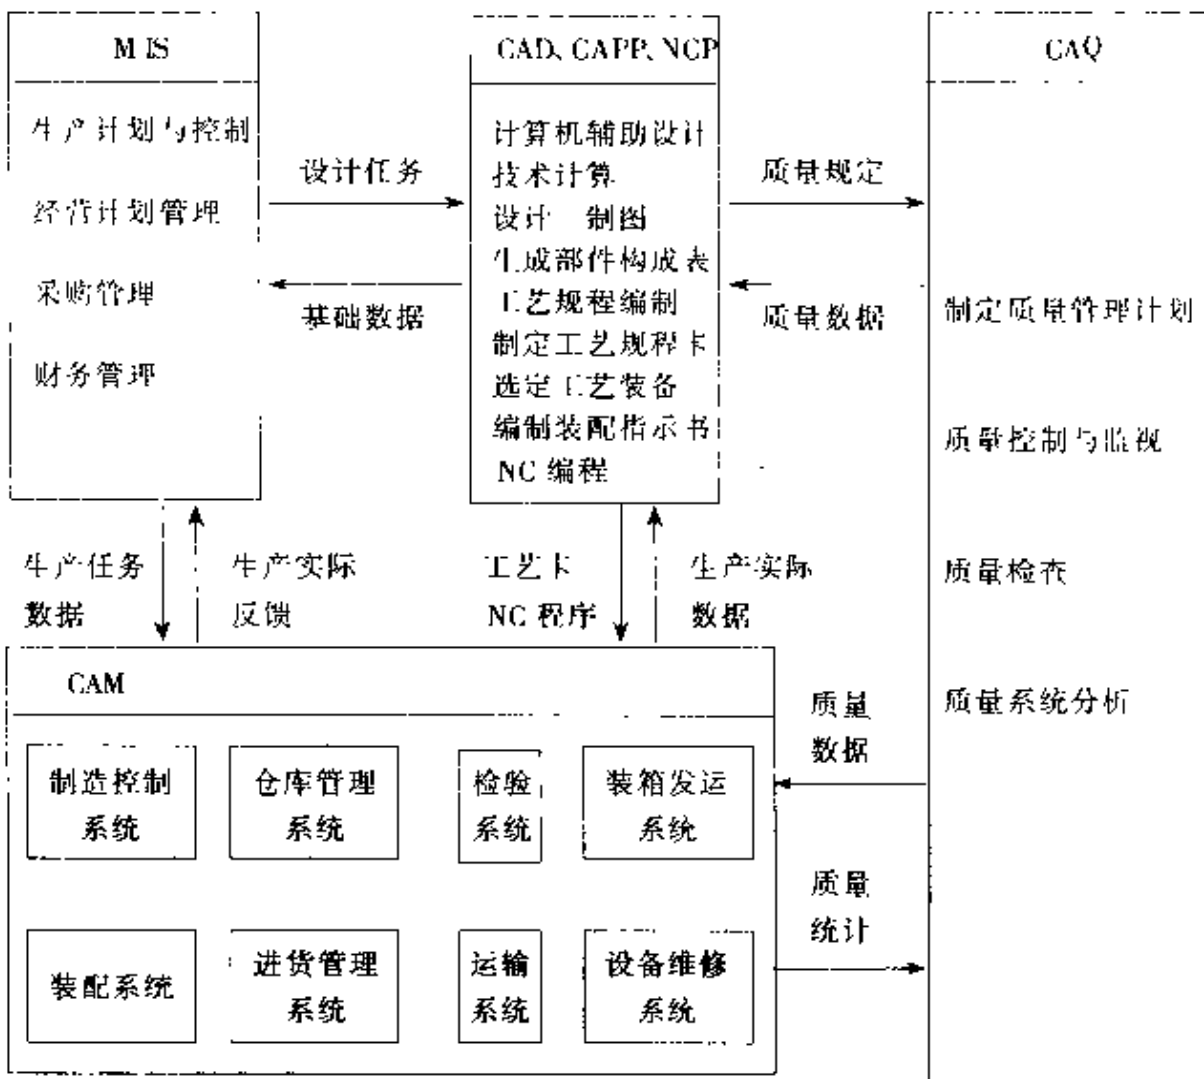 MIS
生产计划与控制
经营计划管理
采购管理
财务管理
设计任务
基础数据
CAD、CAPP、NCP
计算机辅助设计
技术计算
设计 制图
生成部件构成表
工艺规程编制
制定工艺规程卡
选定工艺装备
编制装配指示书
NC 编程
质量规定
质量数据
CAQ
制定质量管理计划
质量控制与监视
质量检查
质量系统分析
生产任务
数据
生产实际
反馈
工艺卡
NC 程序
生产实际
数据
CAM
制造控制
系统
仓库管理
系统
检验
系统
装箱发运
系统
装配系统
进货管理
系统
运输
系统
设备维修
系统
质量
数据
质量
统计